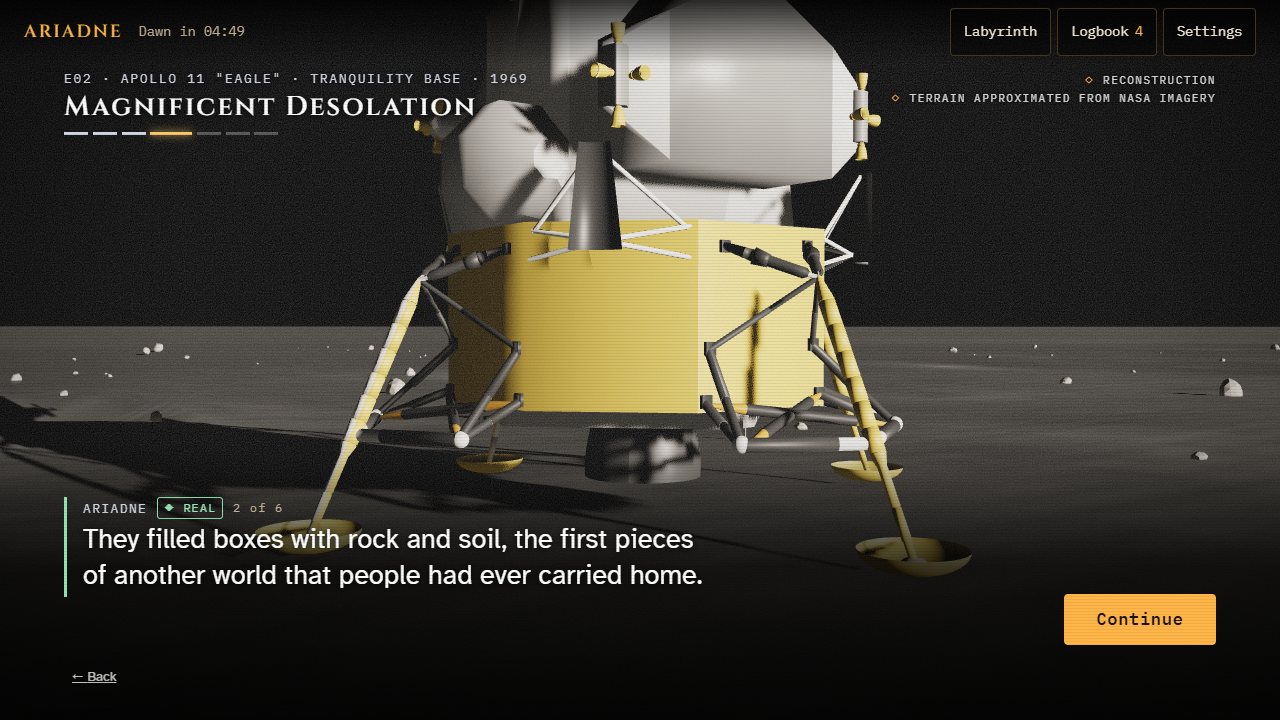 ARIADNE Dawn in 04:49
Labyrinth Logbook 4 Settings
E02 · APOLLO 11 "EAGLE" · TRANQUILITY BASE · 1969
Magnificent Desolation
◇ RECONSTRUCTION
◇ TERRAIN APPROXIMATED FROM NASA IMAGERY
ARIADNE ◆ REAL 2 of 6
They filled boxes with rock and soil, the first pieces
of another world that people had ever carried home.
Continue
← Back